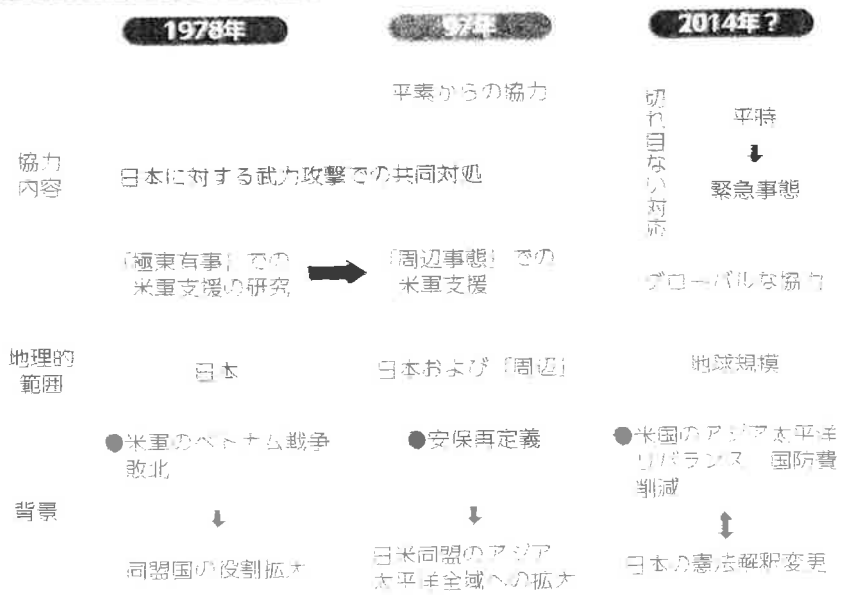 1978年
97年
2014年？
協力
内容
平素からの協力
日本に対する武力攻撃での共同対処
切れ目ない対応
平時
緊急事態
「極東有事」での
米軍支援の研究
「周辺事態」での
米軍支援
グローバルな協力
地理的
範囲
日本
日本および「周辺」
地球規模
背景
●米軍のベトナム戦争
敗北
同盟国の役割拡大
●安保再定義
日米同盟のアジア
太平洋全域への拡大
●米国のアジア太平洋
リバランス　国防費
削減
日本の憲法解釈変更